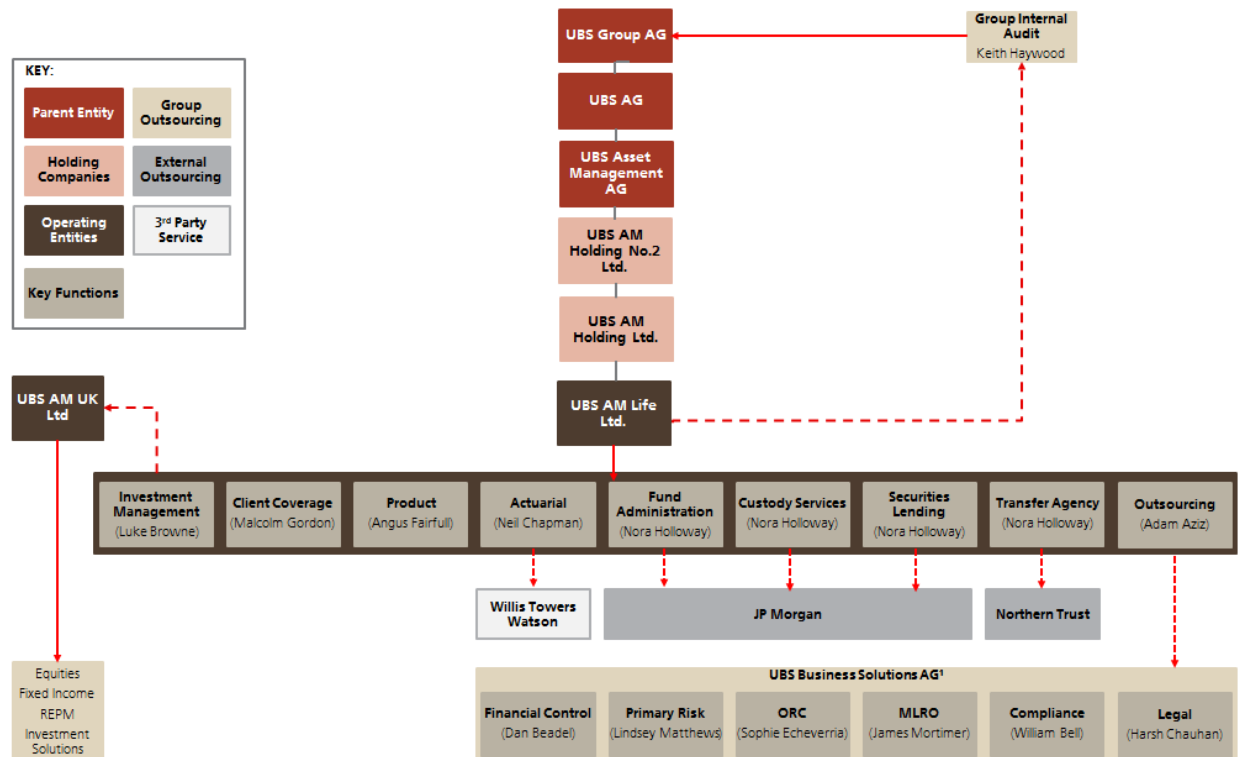 UBS Group AG
Group Internal
Audit
Keith Haywood
KEY:
Parent Entity
Group
Outsourcing
Holding
Companies
External
Outsourcing
Operating
Entities
3rd Party
Service
Key Functions
UBS AG
UBS Asset
Management
AG
UBS AM
Holding No.2
Ltd.
UBS AM
Holding Ltd.
UBS AM UK
Ltd
UBS AM Life
Ltd.
Investment
Management
(Luke Browne)
Client Coverage
(Malcolm Gordon)
Product
(Angus Fairfull)
Actuarial
(Neil Chapman)
Fund
Administration
(Nora Holloway)
Custody Services
(Nora Holloway)
Securities
Lending
(Nora Holloway)
Transfer Agency
(Nora Holloway)
Outsourcing
(Adam Aziz)
Willis Towers
Watson
JP Morgan
Northern Trust
Equities
Fixed Income
REPM
Investment
Solutions
UBS Business Solutions AG¹
Financial Control
(Dan Beadel)
Primary Risk
(Lindsey Matthews)
ORC
(Sophie Echeverria)
MLRO
(James Mortimer)
Compliance
(William Bell)
Legal
(Harsh Chauhan)